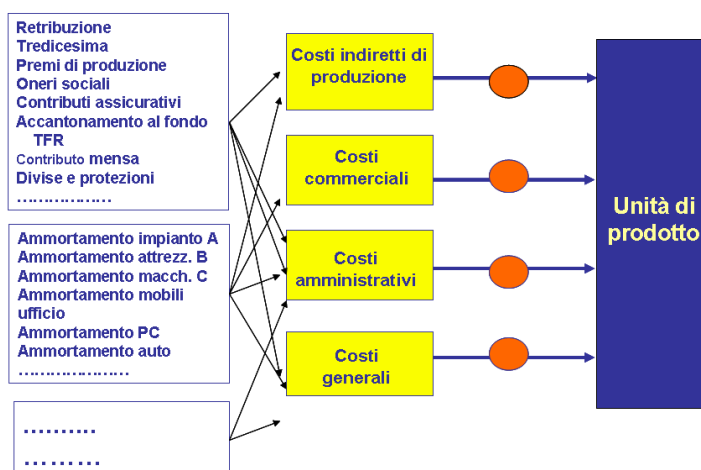 Retribuzione
Tredicesima
Premi di produzione
Oneri sociali
Contributi assicurativi
Accantonamento al fondo
TFR
Contributo mensa
Divise e protezioni
………………
Ammortamento impianto A
Ammortamento attrezz. B
Ammortamento macch. C
Ammortamento mobili
ufficio
Ammortamento PC
Ammortamento auto
…………………
……….
………
Costi indiretti di
produzione
Costi
commerciali
Costi
amministrativi
Costi
generali
Unità di
prodotto